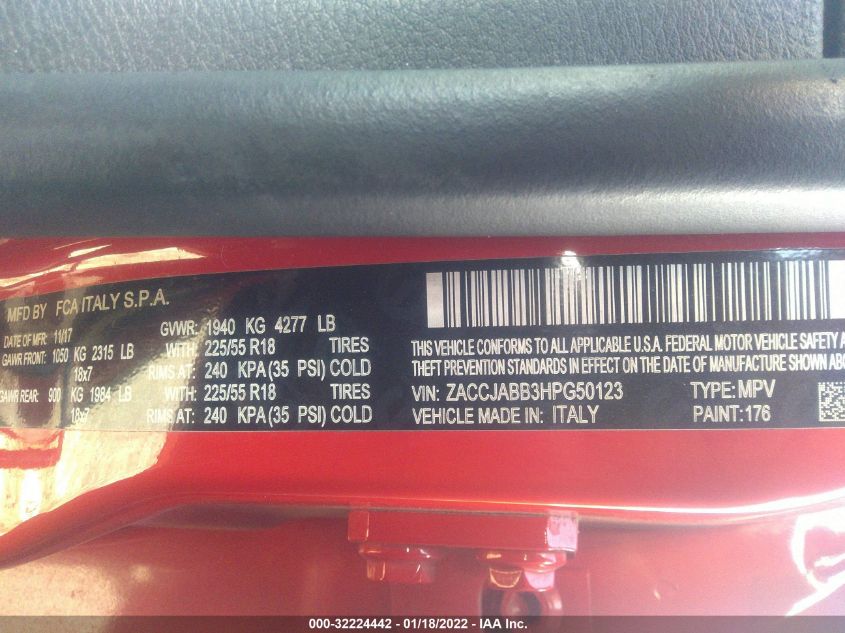 MFD BY FCA ITALY S.P.A.
DATE OF MFR: 11/17 GVWR: 1940 KG 4277 LB
GAWR FRONT: 1050 KG 2315 LB WITH: 225/55 R18 TIRES
18x7 RIMS AT: 240 KPA(35 PSI) COLD
GAWR REAR: 900 KG 1984 LB WITH: 225/55 R18 TIRES
18x7 RIMS AT: 240 KPA(35 PSI) COLD
THIS VEHICLE CONFORMS TO ALL APPLICABLE U.S.A. FEDERAL MOTOR VEHICLE SAFETY
THEFT PREVENTION STANDARDS IN EFFECT ON THE DATE OF MANUFACTURE SHOWN
VIN: ZACCJABB3HPG50123 TYPE: MPV
VEHICLE MADE IN: ITALY PAINT: 176
000-32224442 — 01/18/2022 — IAA Inc.